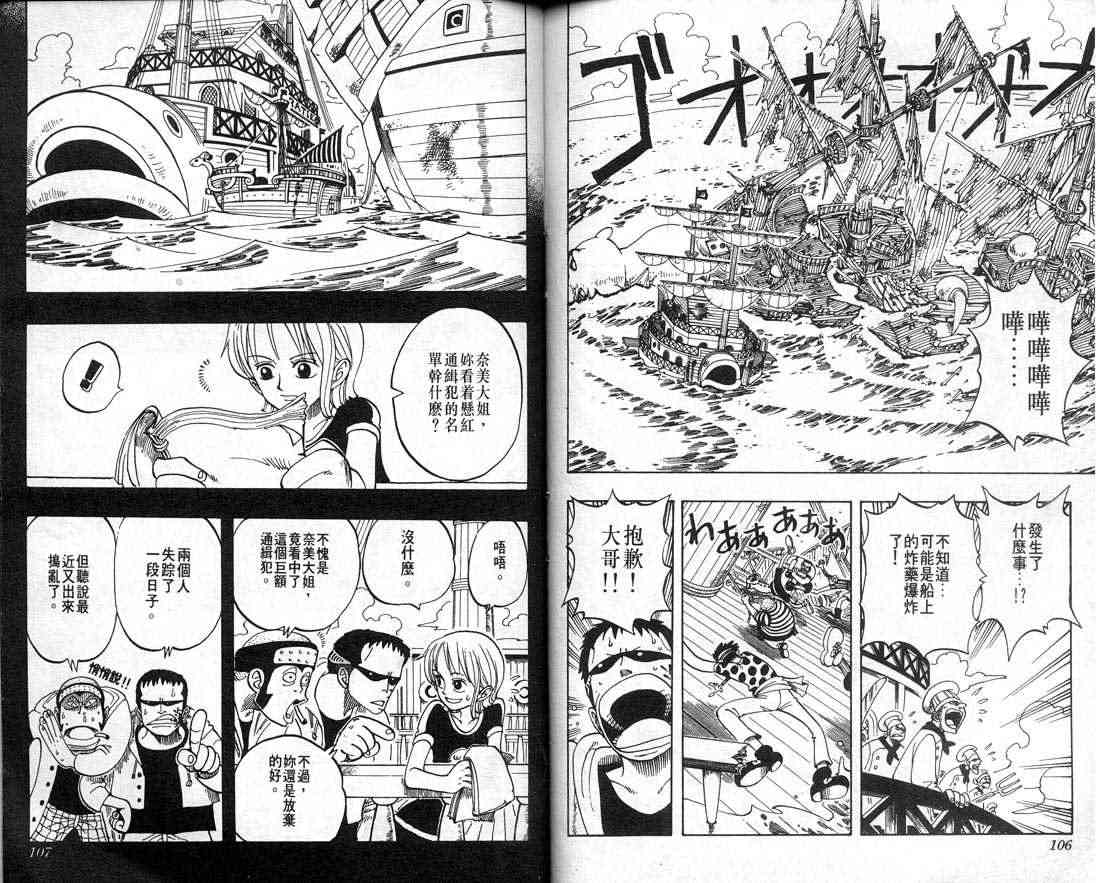 ゴオオオオオ
嘩嘩嘩嘩
嘩……
發生了
什麼事…!?
不知道…
可能是船上
的炸藥爆炸
了!
わあああああ
抱歉!
大哥!!
106
C
奈美大姐、
妳看着懸紅
通緝犯的名
單幹什麼?
!
唔唔。
沒什麼。
不愧是
奈美大姐,
竟看中了
這個巨額
通緝犯。
不過,
妳還是放棄
的好。
兩個人
失踪了
一段日子。
但聽說最
近又出來
搗亂了。
悄悄說!!
107